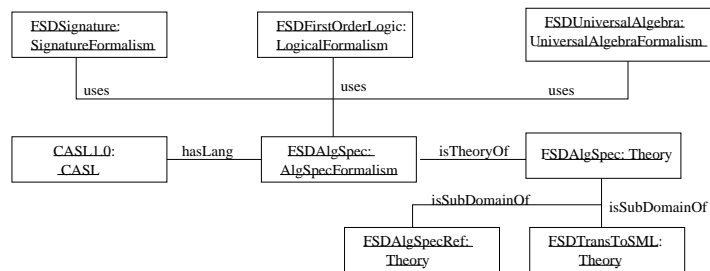 FSDSignature:
SignatureFormalism
FSDFirstOrderLogic:
LogicalFormalism
FSDUniversalAlgebra:
UniversalAlgebraFormalism
uses
uses
uses
CASL1.0:
CASL
hasLang
FSDAlgSpec:
AlgSpecFormalism
isTheoryOf
FSDAlgSpec: Theory
isSubDomainOf
isSubDomainOf
FSDAlgSpecRef:
Theory
FSDTransToSML:
Theory